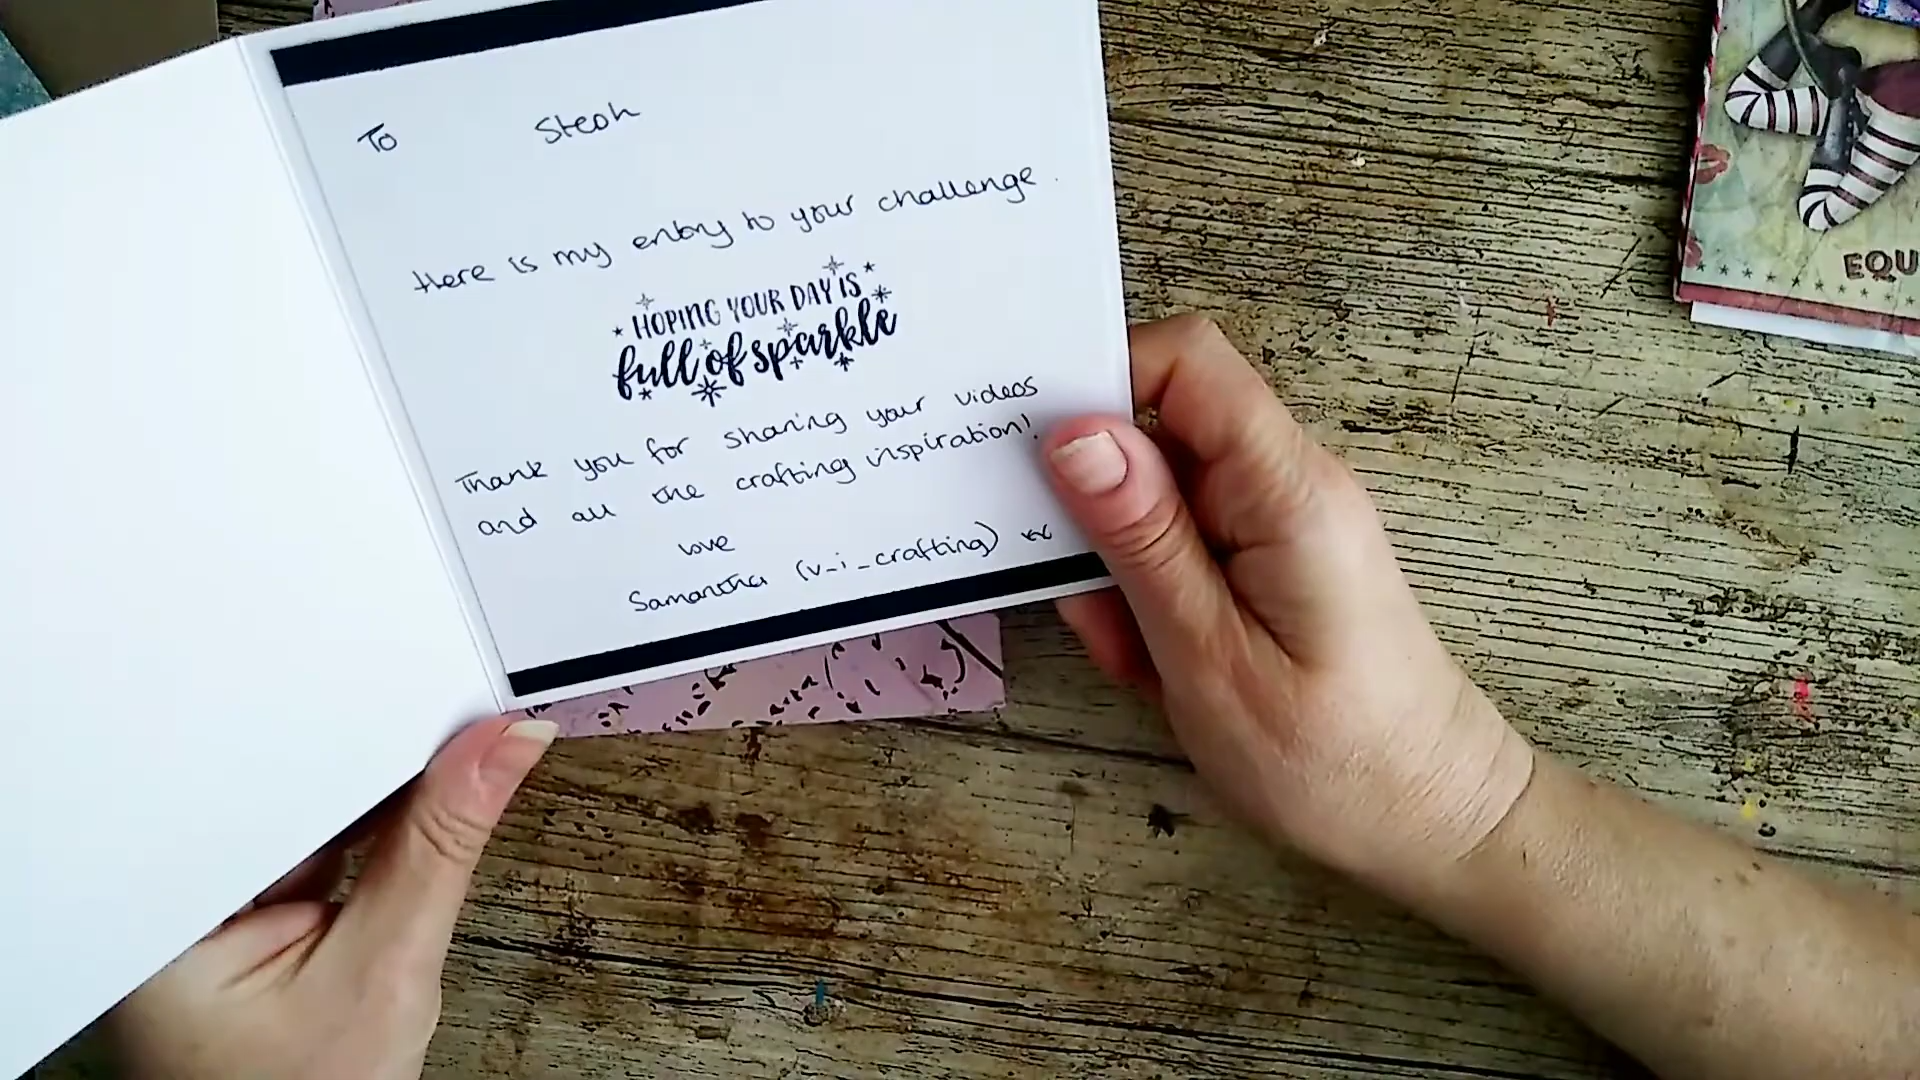 To Steph
Here is my entry to your challenge.
HOPING YOUR DAY IS
full of sparkle
Thank you for sharing your videos
and all the crafting inspiration!
love
Samantha (v_i_crafting) xx
EQU